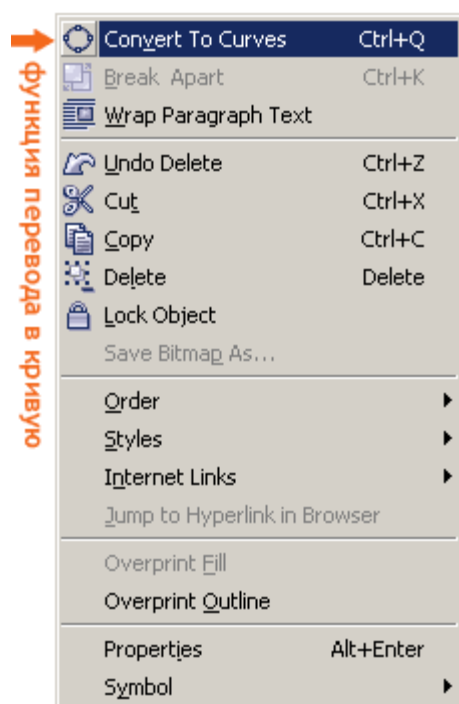 функция перевода в кривую
Convert To Curves Ctrl+Q
Break Apart Ctrl+K
Wrap Paragraph Text
Undo Delete Ctrl+Z
Cut Ctrl+X
Copy Ctrl+C
Delete Delete
Lock Object
Save Bitmap As...
Order
Styles
Internet Links
Jump to Hyperlink in Browser
Overprint Fill
Overprint Outline
Properties Alt+Enter
Symbol